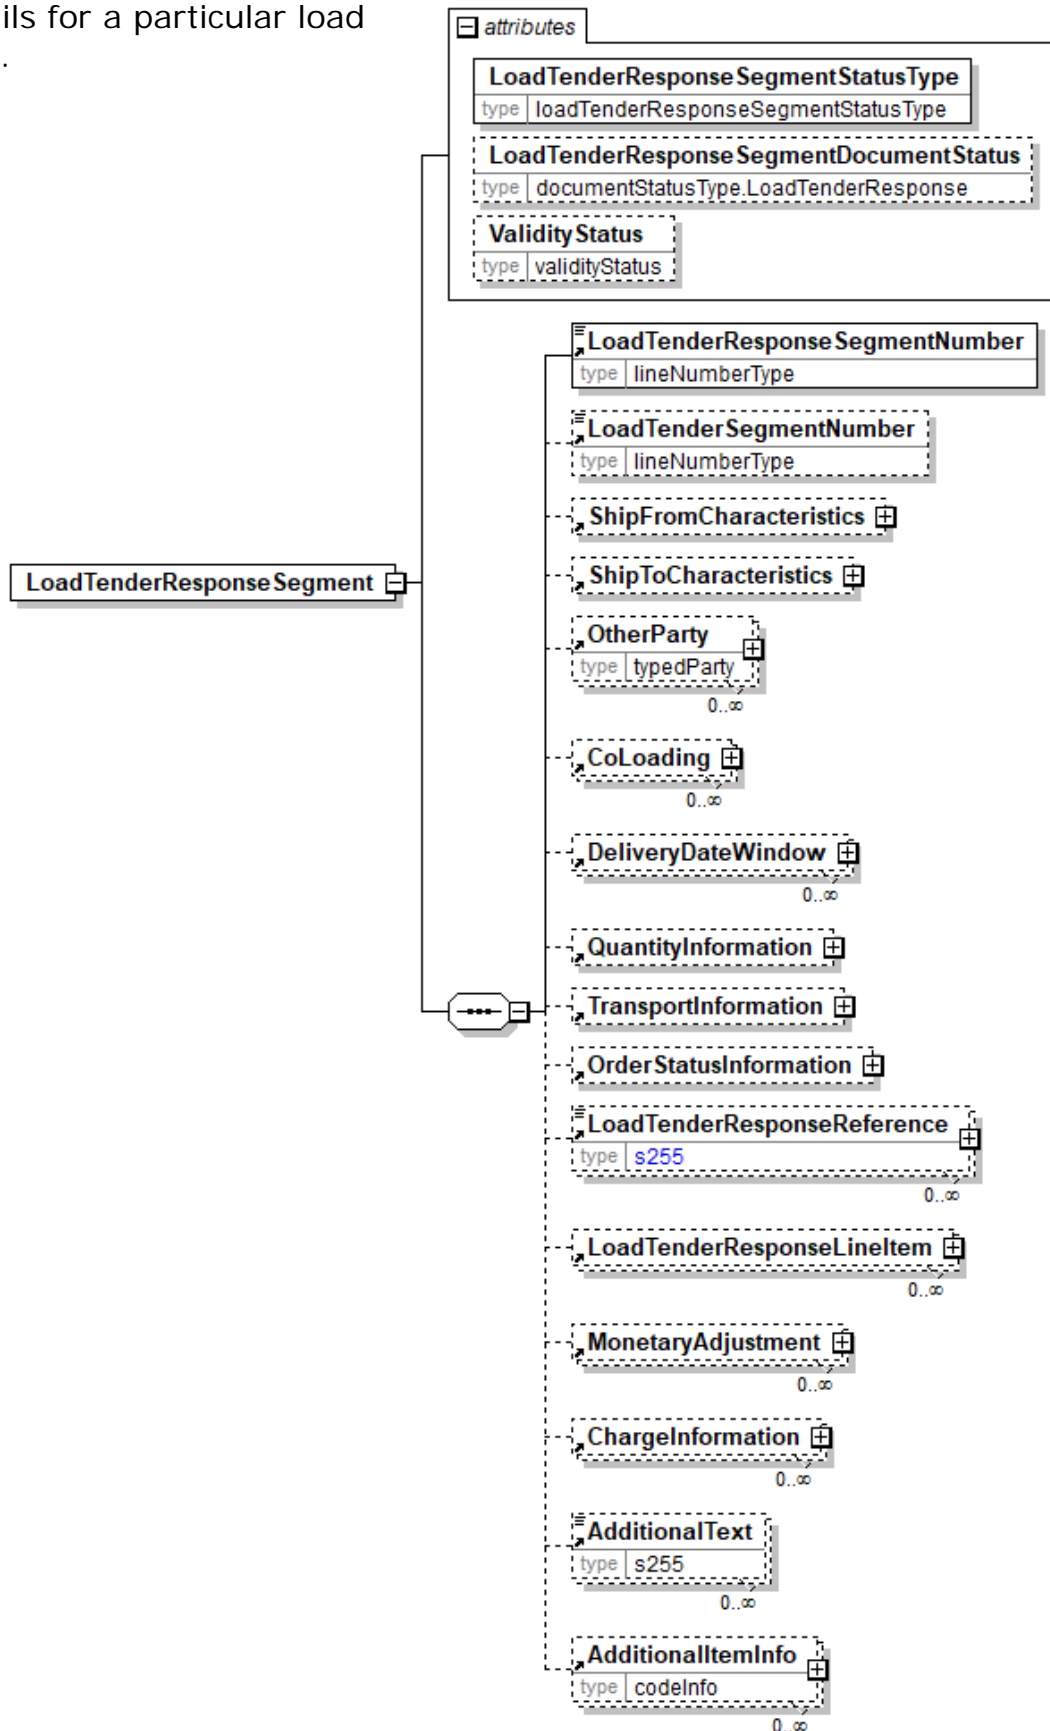 ils for a particular load
.
attributes
LoadTenderResponseSegmentStatusType
type loadTenderResponseSegmentStatusType
LoadTenderResponseSegmentDocumentStatus
type documentStatusType.LoadTenderResponse
ValidityStatus
type validityStatus
LoadTenderResponseSegmentNumber
type lineNumberType
LoadTenderSegmentNumber
type lineNumberType
ShipFromCharacteristics
LoadTenderResponseSegment
ShipToCharacteristics
OtherParty
type typedParty
0..∞
CoLoading
0..∞
DeliveryDateWindow
0..∞
QuantityInformation
TransportInformation
OrderStatusInformation
LoadTenderResponseReference
type s255
0..∞
LoadTenderResponseLineItem
0..∞
MonetaryAdjustment
0..∞
ChargeInformation
0..∞
AdditionalText
type s255
0..∞
AdditionalItemInfo
type codeInfo
0..∞